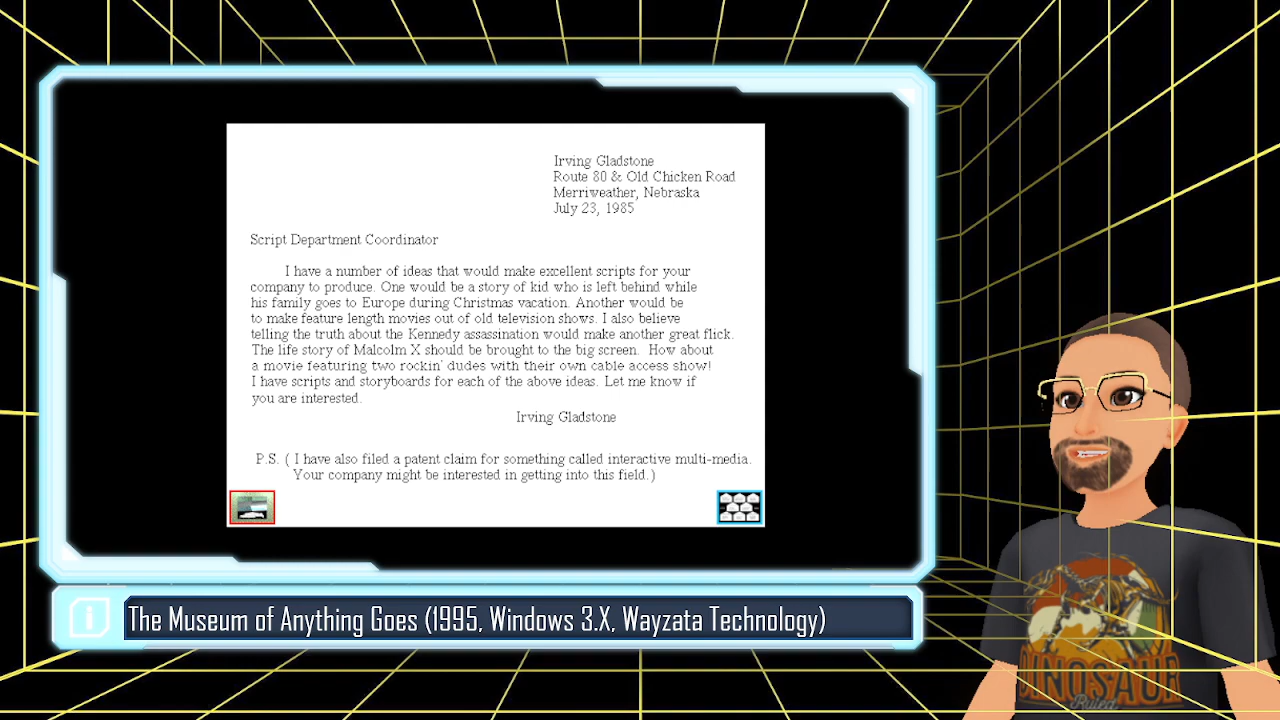 Irving Gladstone
Route 80 & Old Chicken Road
Merriweather, Nebraska
July 23, 1985
Script Department Coordinator
I have a number of ideas that would make excellent scripts for your
company to produce. One would be a story of kid who is left behind while
his family goes to Europe during Christmas vacation. Another would be
to make feature length movies out of old television shows. I also believe
telling the truth about the Kennedy assassination would make another great flick.
The life story of Malcolm X should be brought to the big screen. How about
a movie featuring two rockin' dudes with their own cable access show!
I have scripts and storyboards for each of the above ideas. Let me know if
you are interested.
Irving Gladstone
P.S. ( I have also filed a patent claim for something called interactive multi-media.
Your company might be interested in getting into this field.)
i
The Museum of Anything Goes (1995, Windows 3.X, Wayzata Technology)
DINOSAUR